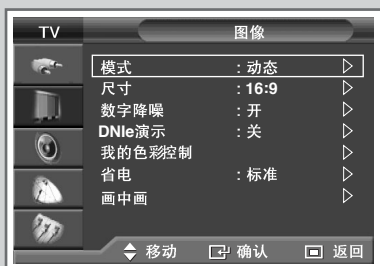 TV 图像
模式 : 动态
尺寸 : 16:9
数字降噪 : 开
DNIe演示 : 关
我的色彩控制
省电 : 标准
画中画
移动 确认 返回